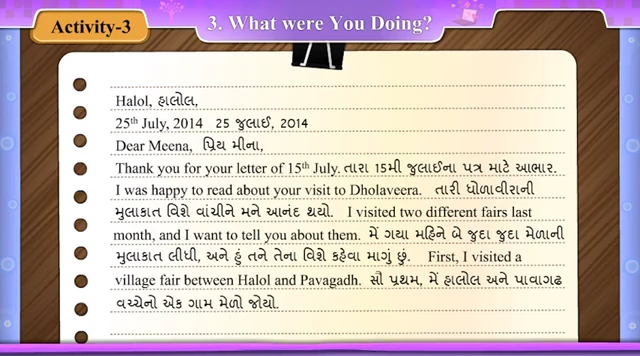 Activity-3
3. What were You Doing?
Halol, હાલોલ,
25th July, 2014 25 જુલાઈ, 2014
Dear Meena, પ્રિય મીના,
Thank you for your letter of 15th July. તારા 15મી જુલાઈના પત્ર માટે આભાર.
I was happy to read about your visit to Dholaveera. તારી ધોળાવીરાની
મુલાકાત વિશે વાંચીને મને આનંદ થયો. I visited two different fairs last
month, and I want to tell you about them. મેં ગયા મહિને બે જુદા જુદા મેળાની
મુલાકાત લીધી, અને હું તને તેના વિશે કહેવા માગું છું. First, I visited a
village fair between Halol and Pavagadh. સૌ પ્રથમ, મેં હાલોલ અને પાવાગઢ
વચ્ચેનો એક ગામ મેળો જોયો.